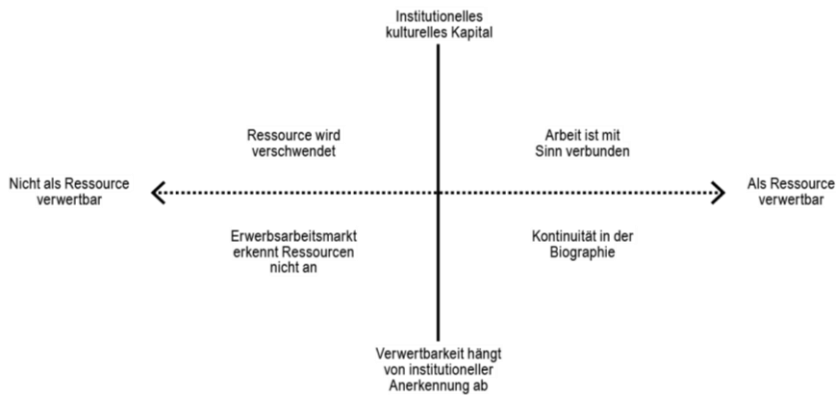 Institutionelles
kulturelles Kapital
Ressource wird
verschwendet
Arbeit ist mit
Sinn verbunden
Nicht als Ressource
verwertbar
Als Ressource
verwertbar
Erwerbsarbeitsmarkt
erkennt Ressourcen
nicht an
Kontinuität in der
Biographie
Verwertbarkeit hängt
von institutioneller
Anerkennung ab